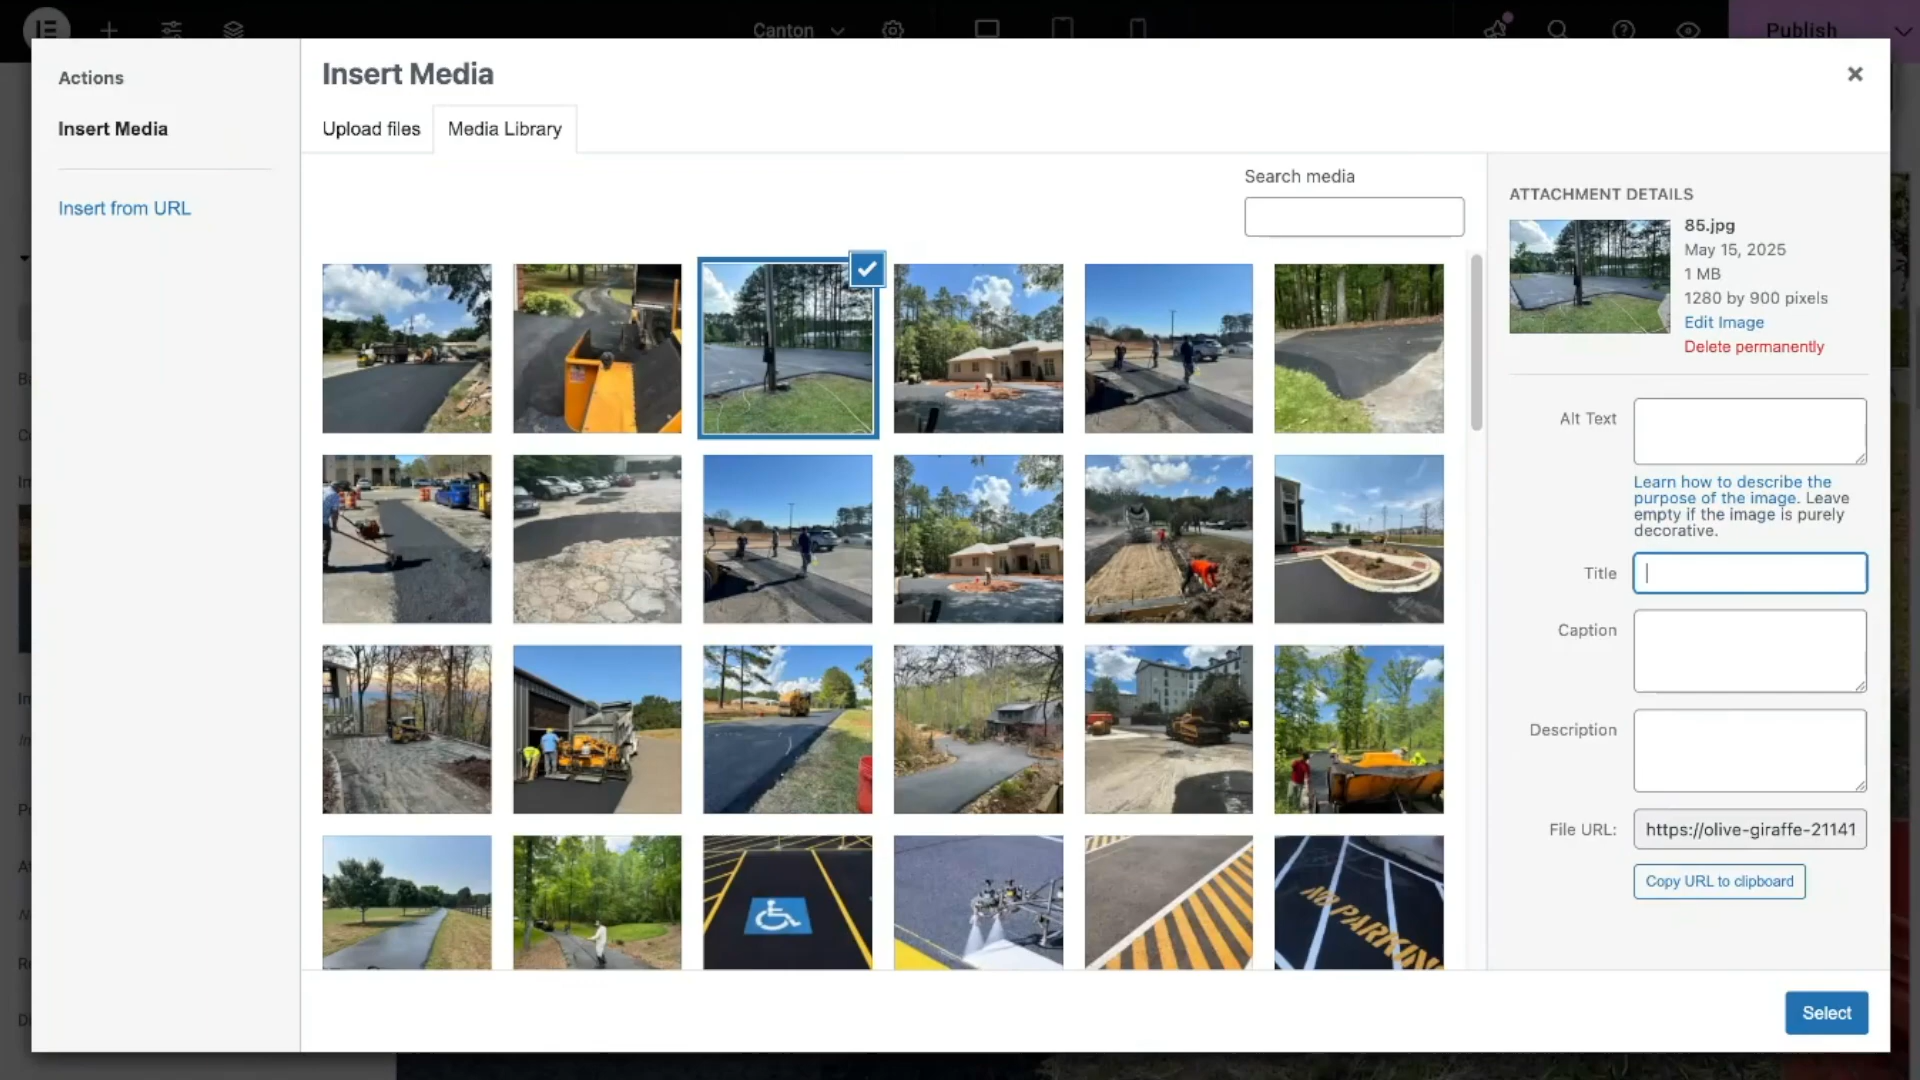 Canton
Publish
Actions
Insert Media
Insert from URL
Insert Media
Upload files
Media Library
Search media
ATTACHMENT DETAILS
85.jpg
May 15, 2025
1 MB
1280 by 900 pixels
Edit Image
Delete permanently
Alt Text
Learn how to describe the
purpose of the image. Leave
empty if the image is purely
decorative.
Title
Caption
Description
File URL:
https://olive-giraffe-21141
Copy URL to clipboard
NO PARKING
Select